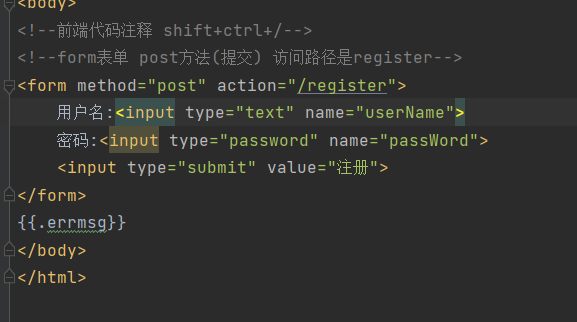 <body>
<!--前端代码注释 shift+ctrl+/-->
<!--form表单 post方法(提交) 访问路径是register-->
<form method="post" action="/register">
用户名:<input type="text" name="userName">
密码:<input type="password" name="passWord">
<input type="submit" value="注册">
</form>
{{.errmsg}}
</body>
</html>